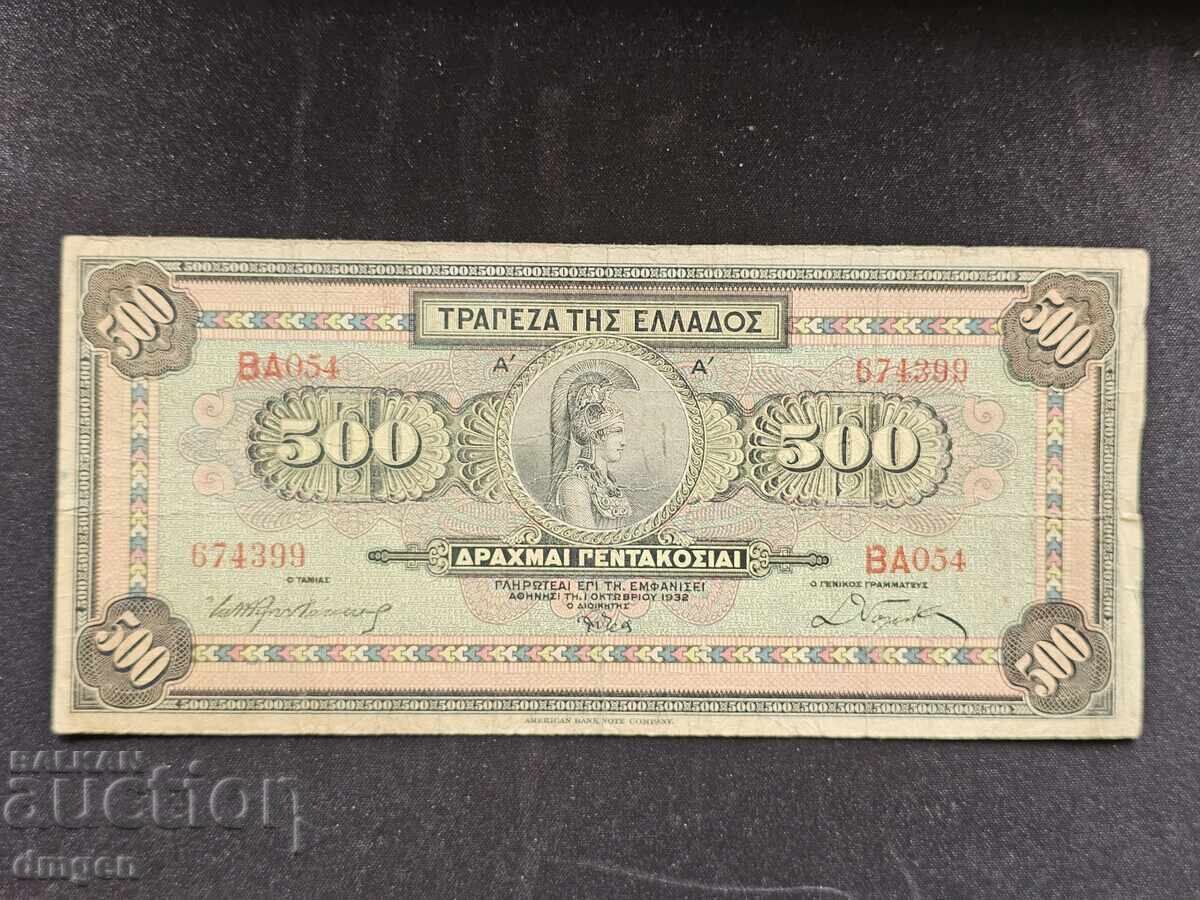 500 500
ΤΡΑΠΕΖΑ ΤΗΣ ΕΛΛΑΔΟΣ
ΒΑ054 Α′ Α′ 674399
500 500
674399 ΔΡΑΧΜΑΙ ΠΕΝΤΑΚΟΣΙΑΙ ΒΑ054
Ο ΤΑΜΙΑΣ ΠΛΗΡΩΤΕΑΙ ΕΠΙ ΤΗ, ΕΜΦΑΝΙΣΕΙ Ο ΓΕΝΙΚΟΣ ΓΡΑΜΜΑΤΕΥΣ
ΑΘΗΝΗΣΙ ΤΗ, 1 ΟΚΤΩΒΡΙΟΥ 1932
Ο ΔΙΟΙΚΗΤΗΣ
500 500
AMERICAN BANK NOTE COMPANY.
BALKAN
auction
dmgen